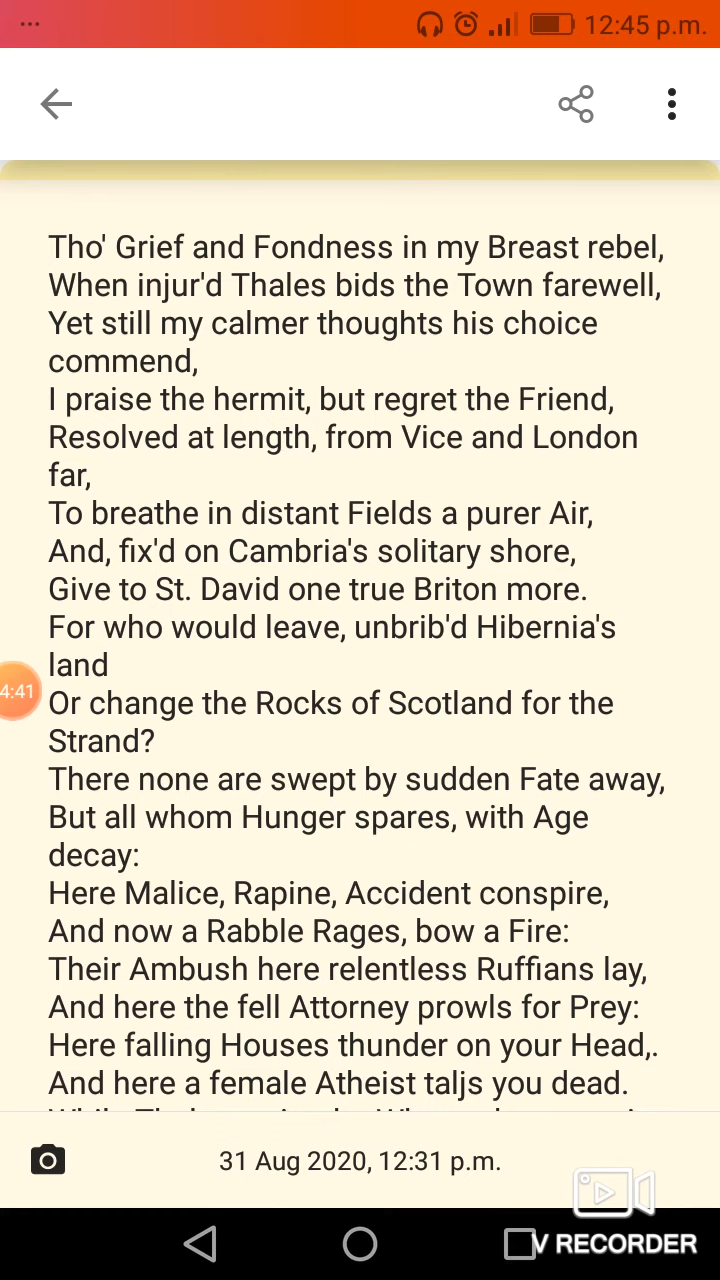 12:45 p.m.
Tho' Grief and Fondness in my Breast rebel,
When injur'd Thales bids the Town farewell,
Yet still my calmer thoughts his choice
commend,
I praise the hermit, but regret the Friend,
Resolved at length, from Vice and London
far,
To breathe in distant Fields a purer Air,
And, fix'd on Cambria's solitary shore,
Give to St. David one true Briton more.
For who would leave, unbrib'd Hibernia's
land
4:41
Or change the Rocks of Scotland for the
Strand?
There none are swept by sudden Fate away,
But all whom Hunger spares, with Age
decay:
Here Malice, Rapine, Accident conspire,
And now a Rabble Rages, bow a Fire:
Their Ambush here relentless Ruffians lay,
And here the fell Attorney prowls for Prey:
Here falling Houses thunder on your Head,.
And here a female Atheist taljs you dead.
31 Aug 2020, 12:31 p.m.
V RECORDER